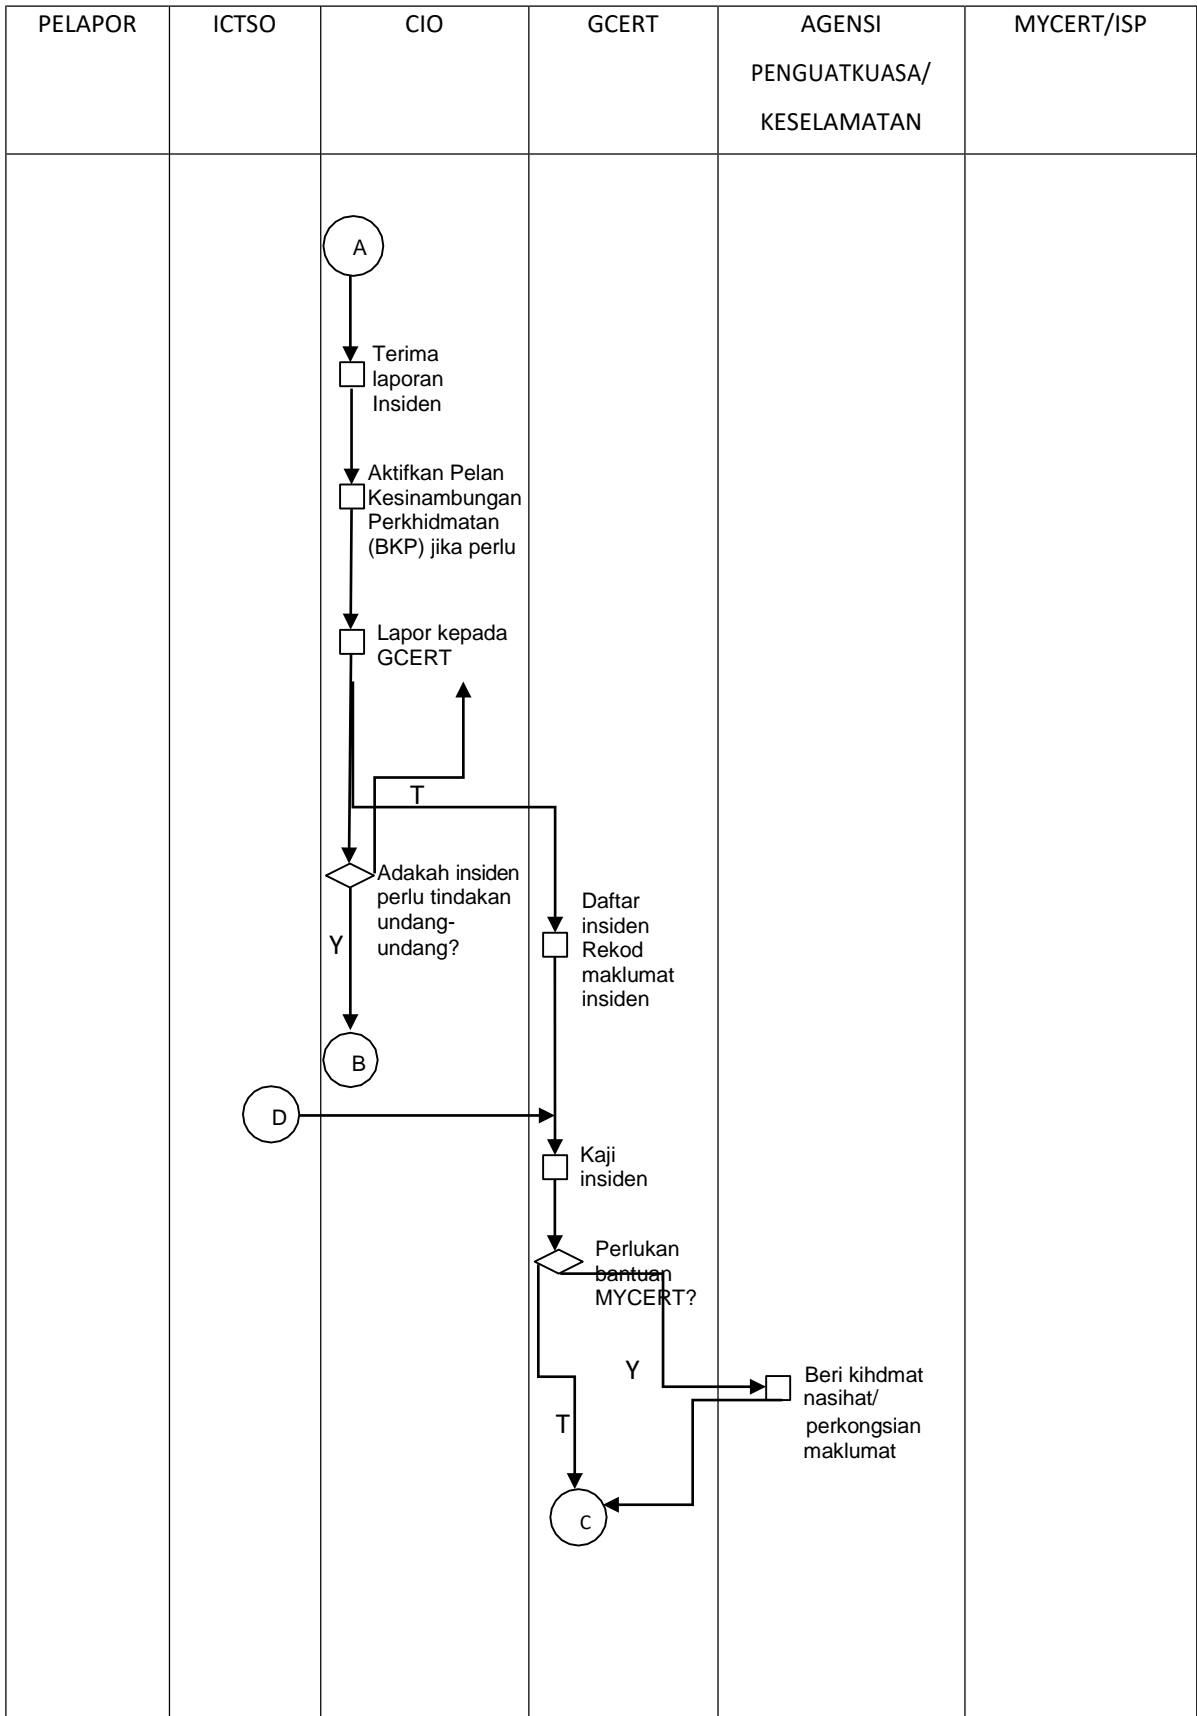 PELAPOR
ICTSO
CIO
GCERT
AGENSI
PENGUATKUASA/
KESELAMATAN
MYCERT/ISP
A
Terima
laporan
Insiden
Aktifkan Pelan
Kesinambungan
Perkhidmatan
(BKP) jika perlu
Lapor kepada
GCERT
T
Adakah insiden
perlu tindakan
undang-
undang?
Y
Daftar
insiden
Rekod
maklumat
insiden
B
D
Kaji
insiden
Perlukan
bantuan
MYCERT?
Y
Beri kihdmat
nasihat/
perkongsian
maklumat
T
C